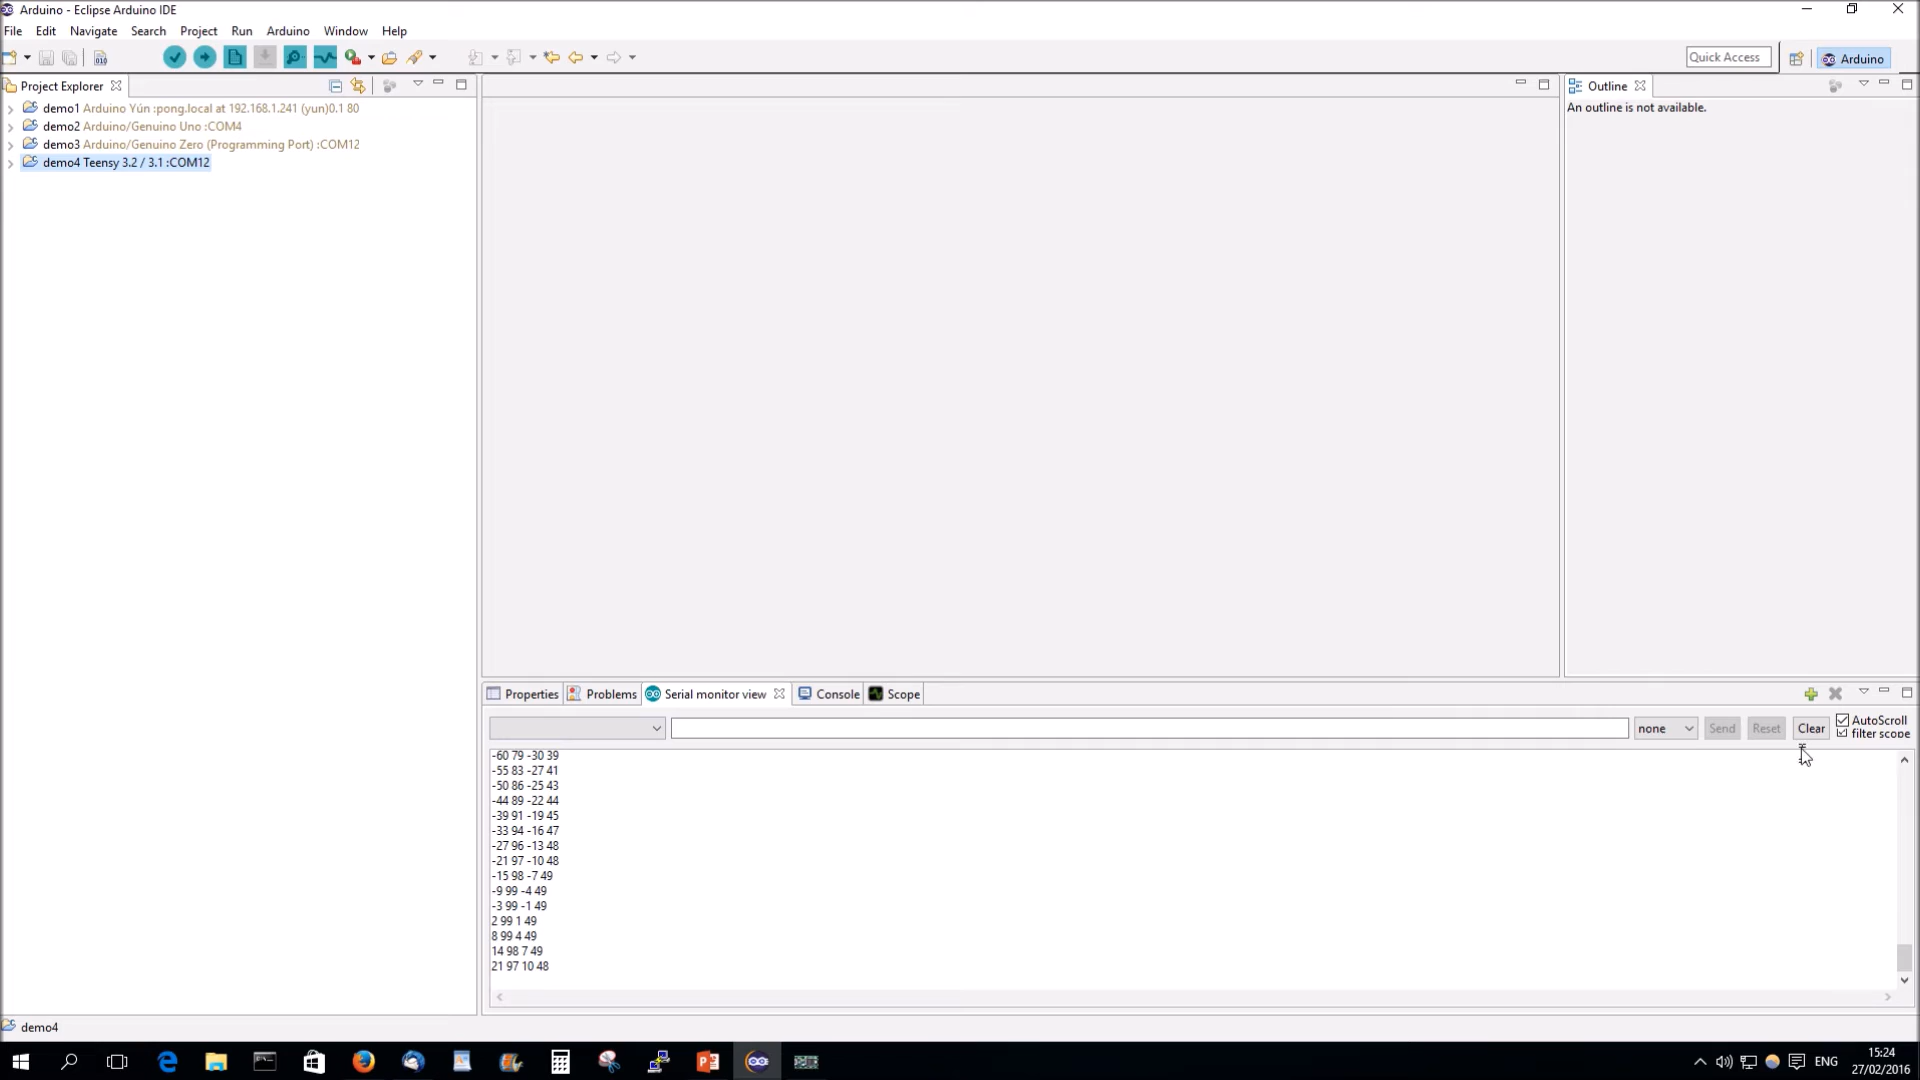 Arduino - Eclipse Arduino IDE
File Edit Navigate Search Project Run Arduino Window Help
Quick Access
Arduino
Project Explorer
demo1 Arduino Yún :pong.local at 192.168.1.241 (yun)0.1 80
demo2 Arduino/Genuino Uno :COM4
demo3 Arduino/Genuino Zero (Programming Port) :COM12
demo4 Teensy 3.2 / 3.1 :COM12
Outline
An outline is not available.
Properties Problems Serial monitor view Console Scope
none Send Reset Clear AutoScroll
filter scope
-60 79 -30 39
-55 83 -27 41
-50 86 -25 43
-44 89 -22 44
-39 91 -19 45
-33 94 -16 47
-27 96 -13 48
-21 97 -10 48
-15 98 -7 49
-9 99 -4 49
-3 99 -1 49
2 99 1 49
8 99 4 49
14 98 7 49
21 97 10 48
demo4
ENG
15:24
27/02/2016